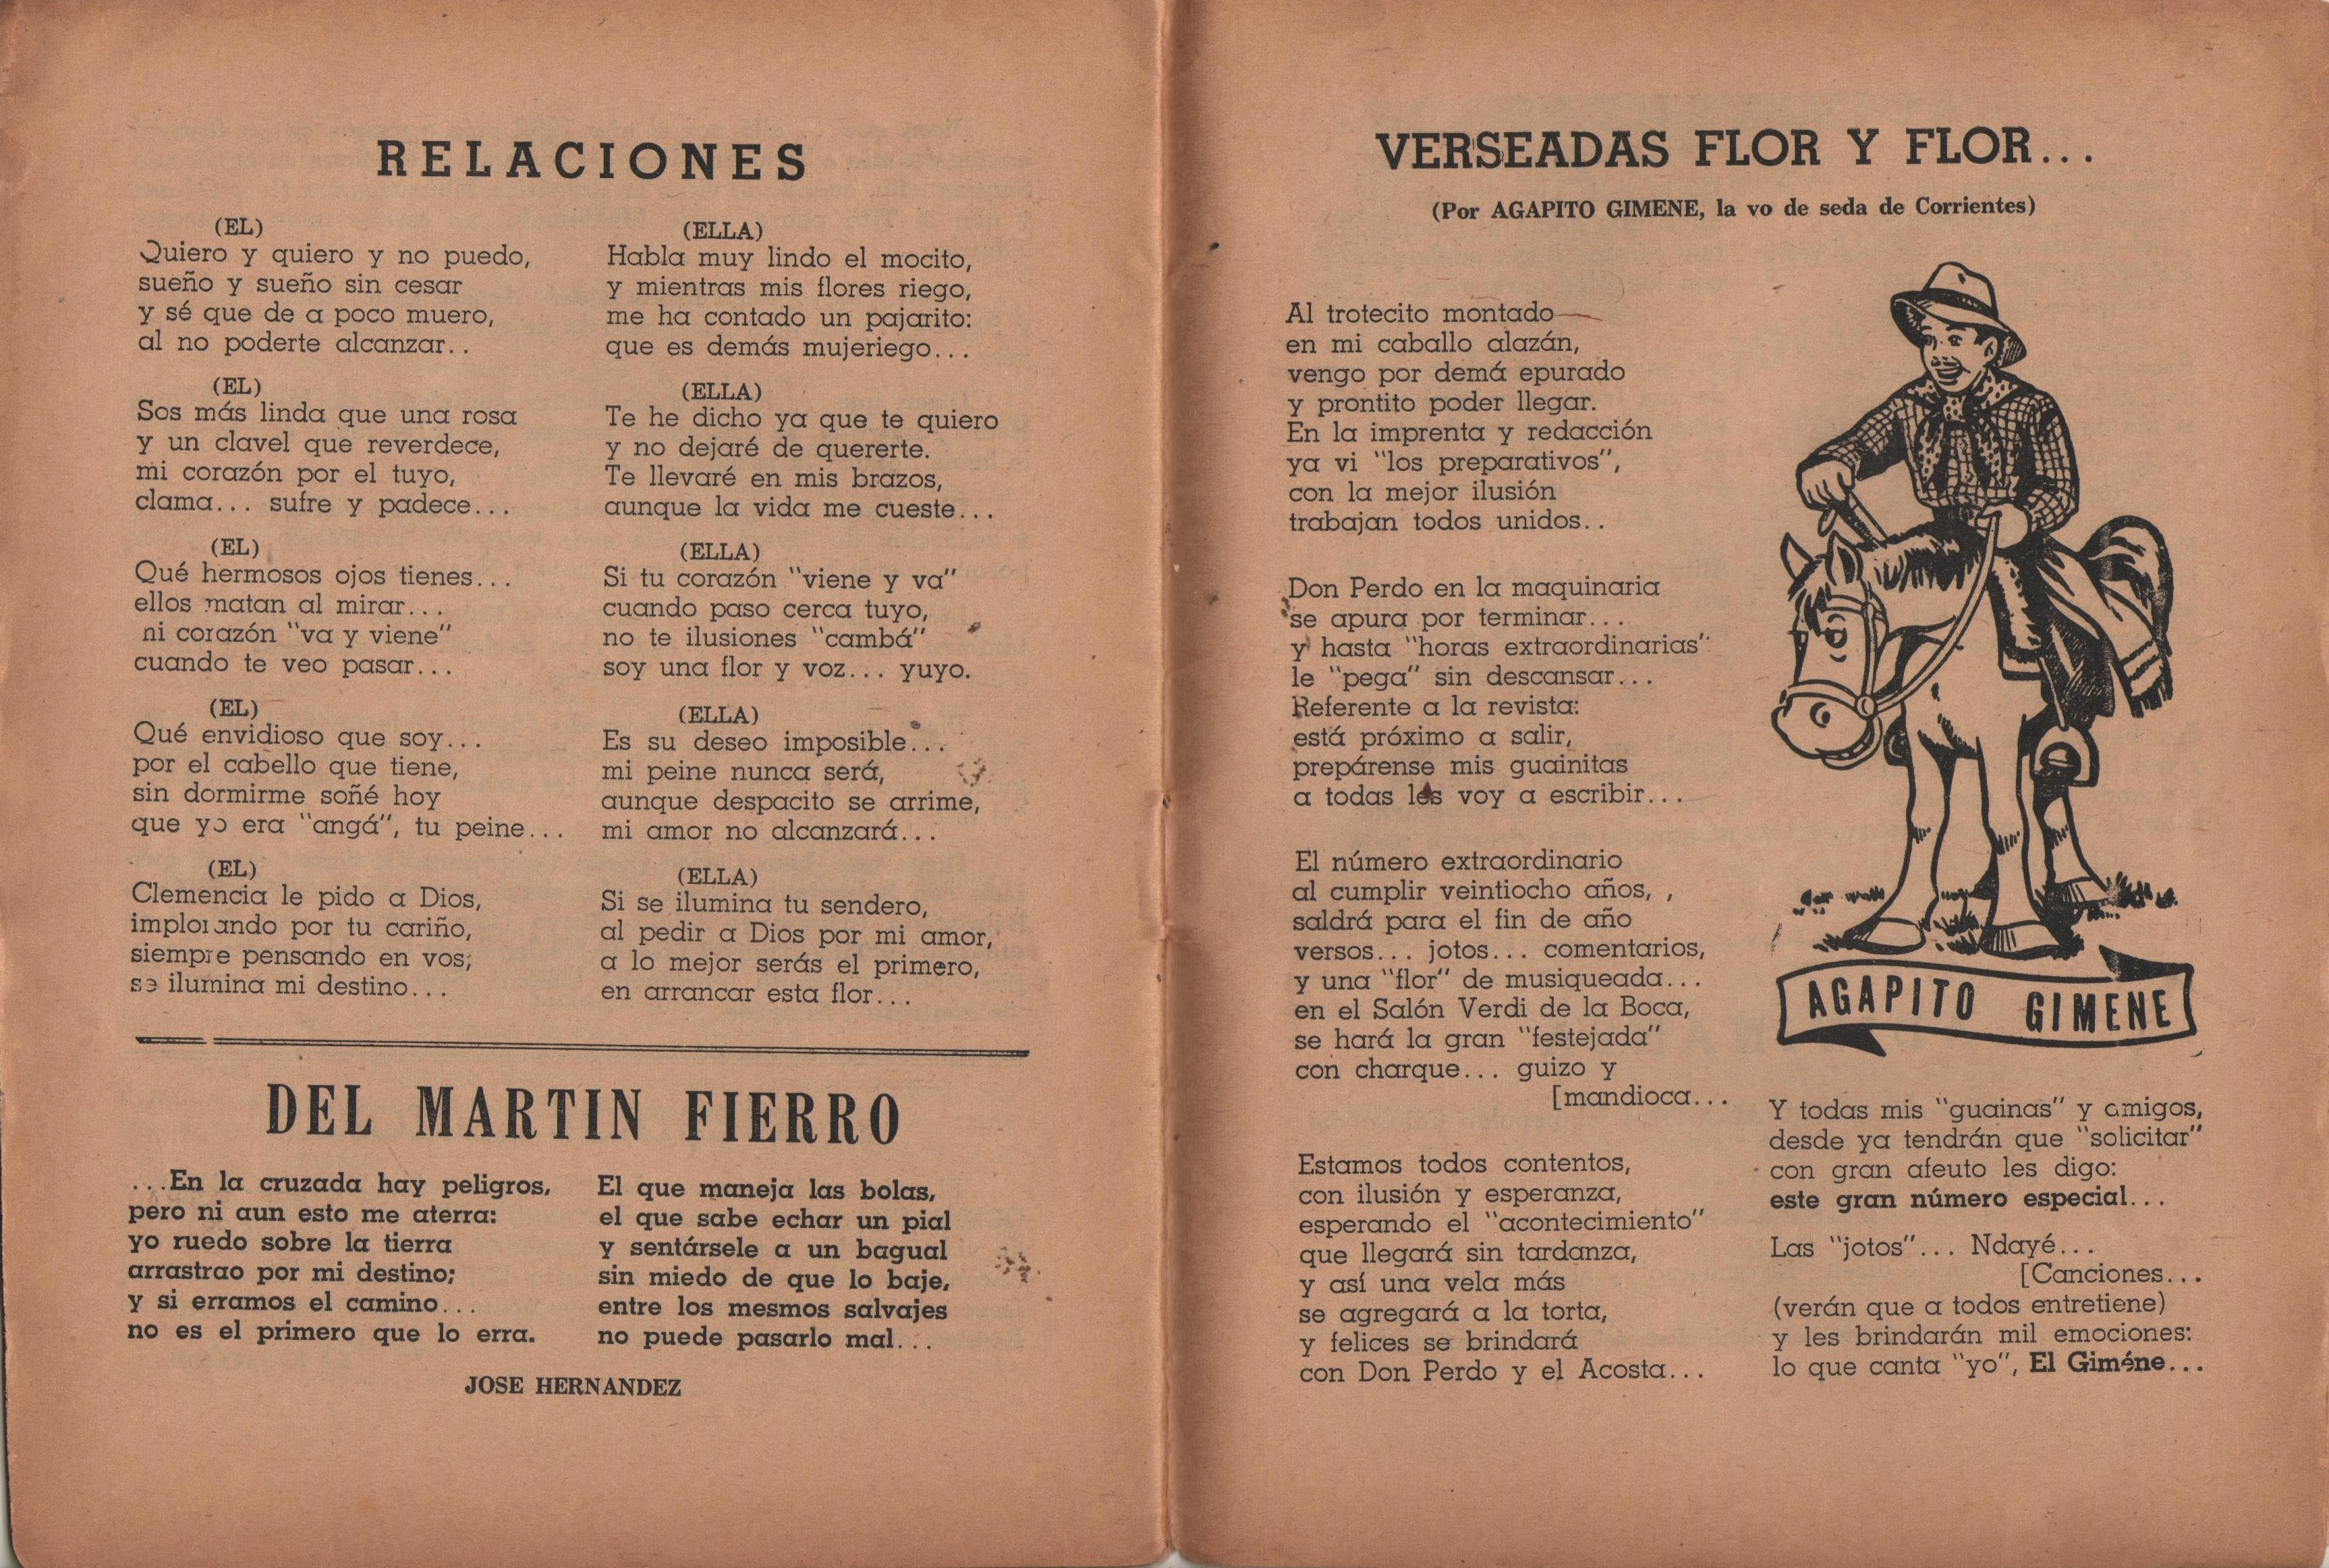 RELACIONES
(EL)
Quiero y quiero y no puedo,
sueño y sueño sin cesar
y sé que de a poco muero,
al no poderte alcanzar..
(EL)
Sos más linda que una rosa
y un clavel que reverdece,
mi corazón por el tuyo,
clama... sufre y padece...
(EL)
Qué hermosos ojos tienes...
ellos matan al mirar...
mi corazón "va y viene"
cuando te veo pasar...
(EL)
Qué envidioso que soy...
por el cabello que tiene,
sin dormirme soñé hoy
que yo era "angá", tu peine...
(EL)
Clemencia le pido a Dios,
implorando por tu cariño,
siempre pensando en vos;
se ilumina mi destino...
(ELLA)
Habla muy lindo el mocito,
y mientras mis flores riego,
me ha contado un pajarito:
que es demás mujeriego...
(ELLA)
Te he dicho ya que te quiero
y no dejaré de quererte.
Te llevaré en mis brazos,
aunque la vida me cueste...
(ELLA)
Si tu corazón "viene y va"
cuando paso cerca tuyo,
no te ilusiones "cambá"
soy una flor y voz... yuyo.
(ELLA)
Es su deseo imposible...
mi peine nunca será,
aunque despacito se arrime,
mi amor no alcanzará...
(ELLA)
Si se ilumina tu sendero,
al pedir a Dios por mi amor,
a lo mejor serás el primero,
en arrancar esta flor...
DEL MARTIN FIERRO
...En la cruzada hay peligros,
pero ni aun esto me aterra:
yo ruedo sobre la tierra
arrastrao por mi destino;
y si erramos el camino...
no es el primero que lo erra.
El que maneja las bolas,
el que sabe echar un pial
y sentársele a un bagual
sin miedo de que lo baje,
entre los mesmos salvajes
no puede pasarlo mal...
JOSE HERNANDEZ
VERSEADAS FLOR Y FLOR...
(Por AGAPITO GIMENE, la vo de seda de Corrientes)
Al trotecito montado
en mi caballo alazán,
vengo por demá epurado
y prontito poder llegar.
En la imprenta y redacción
ya vi "los preparativos",
con la mejor ilusión
trabajan todos unidos..
Don Perdo en la maquinaria
se apura por terminar...
y hasta "horas extraordinarias"
le "pega" sin descansar...
Referente a la revista:
está próximo a salir,
prepárense mis guainitas
a todas les voy a escribir...
El número extraordinario
al cumplir veintiocho años, ,
saldrá para el fin de año
versos... jotos... comentarios,
y una "flor" de musiqueada...
en el Salón Verdi de la Boca,
se hará la gran "festejada"
con charque... guizo y
[mandioca...
Estamos todos contentos,
con ilusión y esperanza,
esperando el "acontecimiento"
que llegará sin tardanza,
y así una vela más
se agregará a la torta,
y felices se brindará
con Don Perdo y el Acosta...
AGAPITO GIMENE
Y todas mis "guainas" y amigos,
desde ya tendrán que "solicitar"
con gran afeuto les digo:
este gran número especial...
Las "jotos"... Ndayé...
[Canciones...
(verán que a todos entretiene)
y les brindarán mil emociones:
lo que canta "yo", El Giméne...